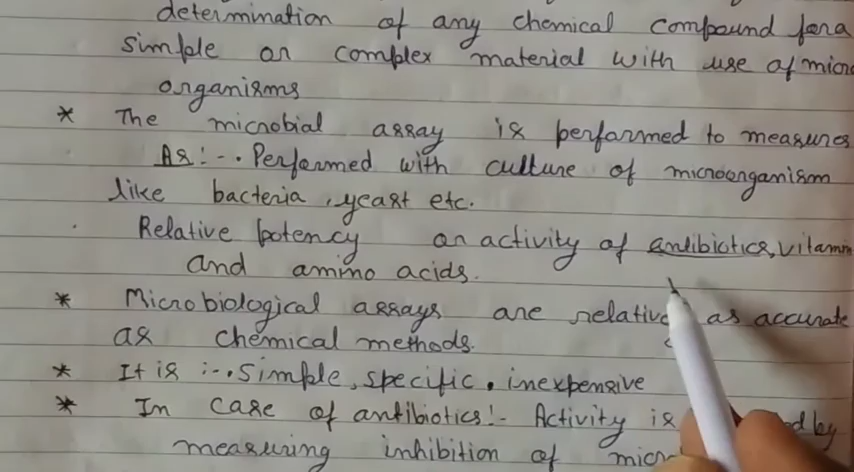 determination of any chemical compound for a
simple or complex material with use of micro
organisms
* The microbial assay is performed to measures
As:-. Performed with culture of microorganism
like bacteria, yeast etc.
Relative potency or activity of antibiotics, vitamin
and amino acids.
* Microbiological assays are relative as accurate
as chemical methods.
* It is :-. simple, specific, inexpensive
* In case of antibiotics:- Activity is by
measuring inhibition of